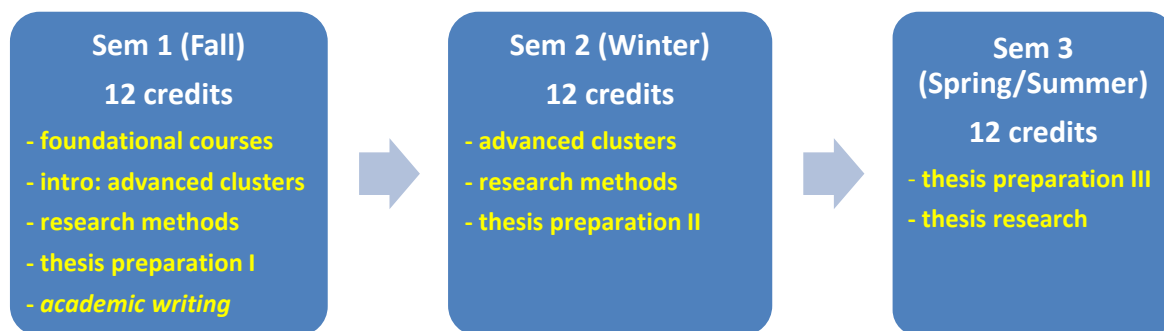 Sem 1 (Fall)
12 credits
- foundational courses
- intro: advanced clusters
- research methods
- thesis preparation I
- academic writing
Sem 2 (Winter)
12 credits
- advanced clusters
- research methods
- thesis preparation II
Sem 3
(Spring/Summer)
12 credits
- thesis preparation III
- thesis research